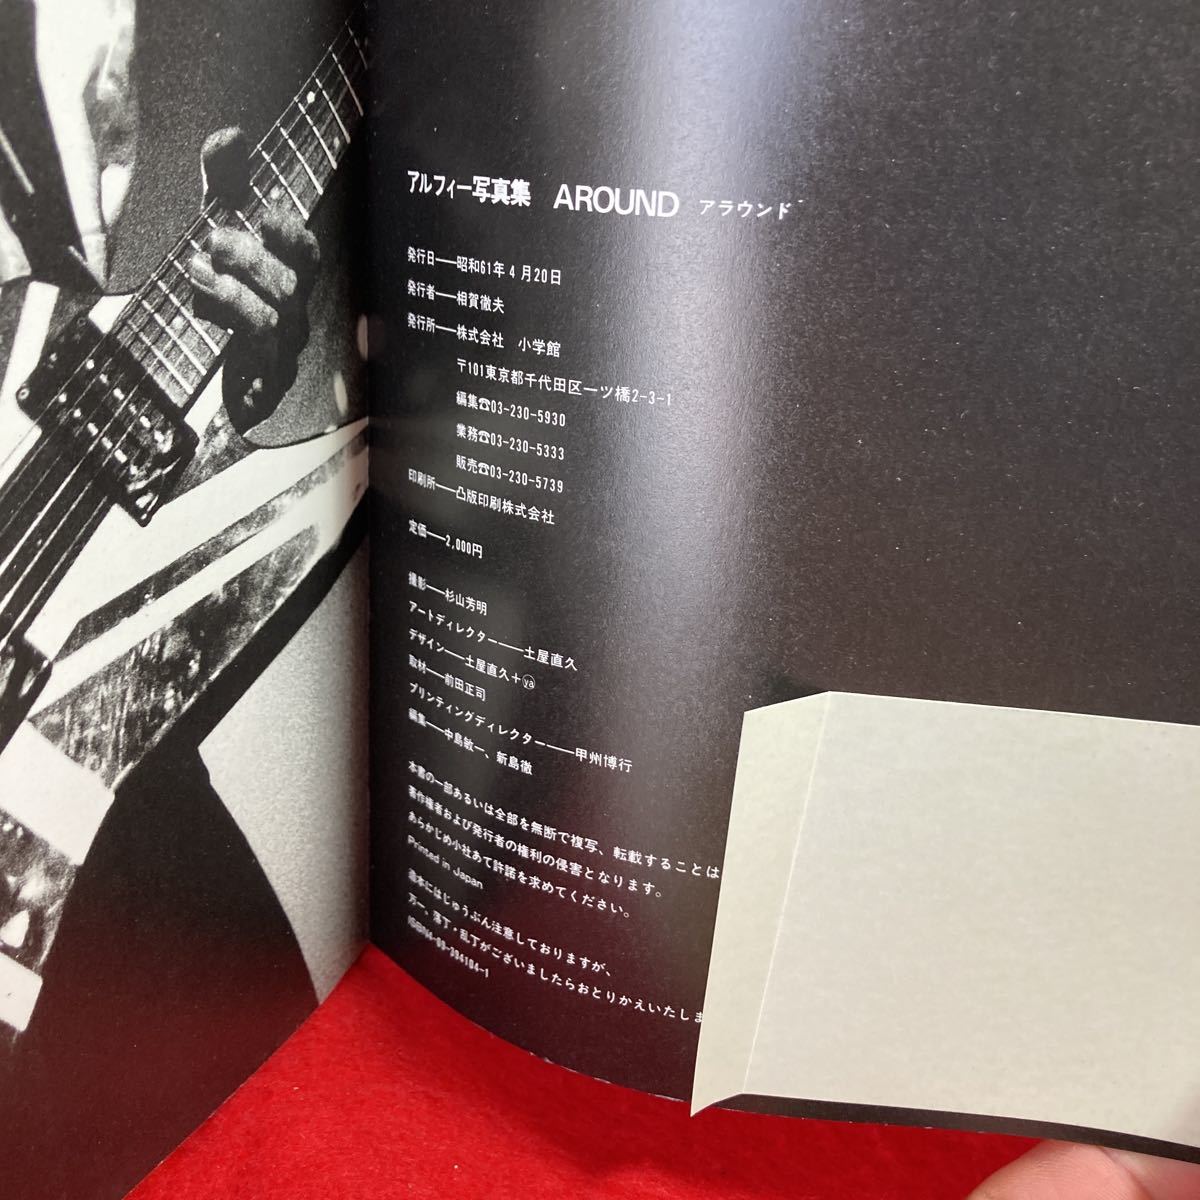 アルフィー写真集 AROUND アラウンド
発行日──昭和61年4月20日
発行者──相賀徹夫
発行所──株式会社 小学館
〒101東京都千代田区一ツ橋2-3-1
編集☎03-230-5930
業務☎03-230-5333
販売☎03-230-5739
印刷所──凸版印刷株式会社
定価──2,000円
撮影──杉山芳明
アートディレクター──土屋直久
デザイン──土屋直久+ya
取材──前田正司
プリンティングディレクター──甲州博行
編集──中島敏一、新島徹
本書の一部あるいは全部を無断で複写、転載することは
著作権者および発行者の権利の侵害となります。
あらかじめ小社あて許諾を求めてください。
Printed in Japan
造本にはじゅうぶん注意しておりますが、
万一、落丁・乱丁がございましたらおとりかえいたしま
ISBN4-09-394104-1